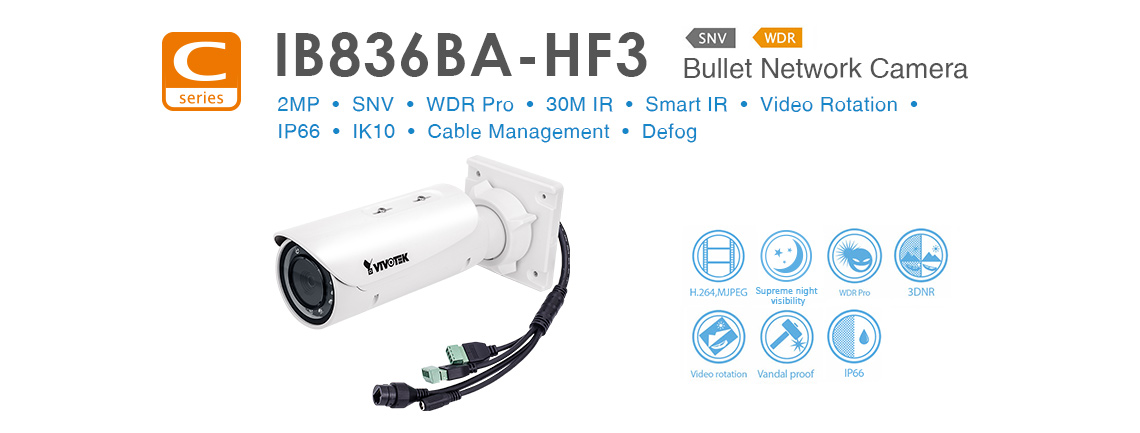 C
series
IB836BA-HF3
SNV
WDR
Bullet Network Camera
2MP • SNV • WDR Pro • 30M IR • Smart IR • Video Rotation •
IP66 • IK10 • Cable Management • Defog
VIVOTEK
H.264,MJPEG
Supreme night
visibility
WDR Pro
3DNR
Video rotation
Vandal proof
IP66